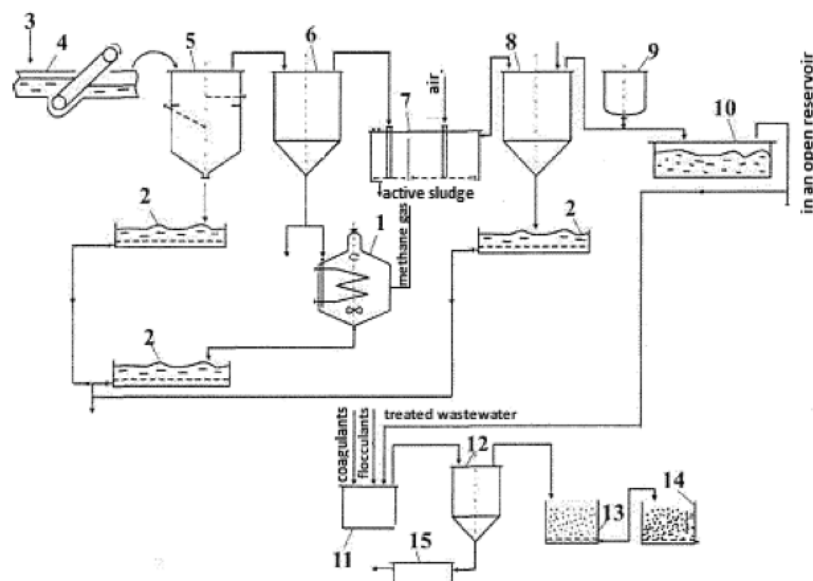 3
4
5
6
7
air
8
9
10
in an open reservoir
active sludge
2
methane gas
1
2
2
coagulants
flocculants
treated wastewater
12
11
15
13
14